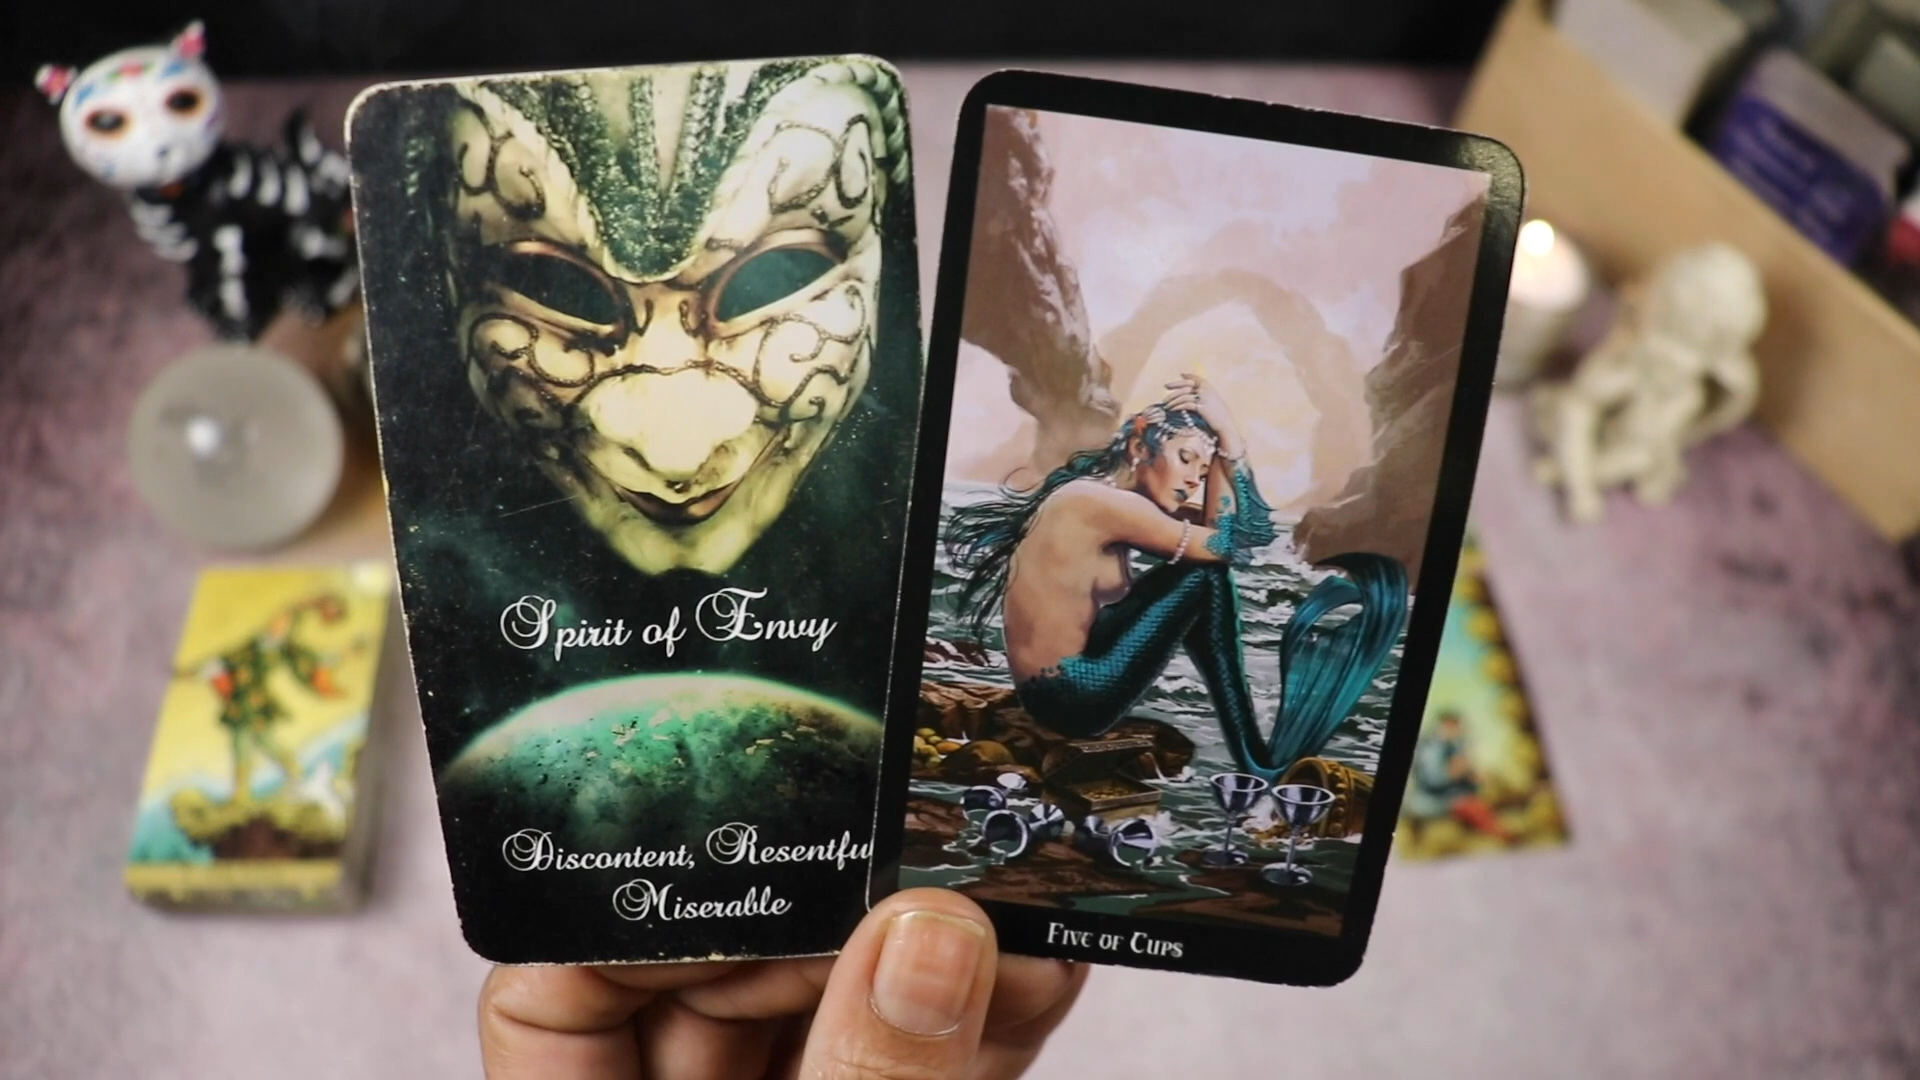 Spirit of Envy
Discontent, Resentfu
Miserable
Five of Cups